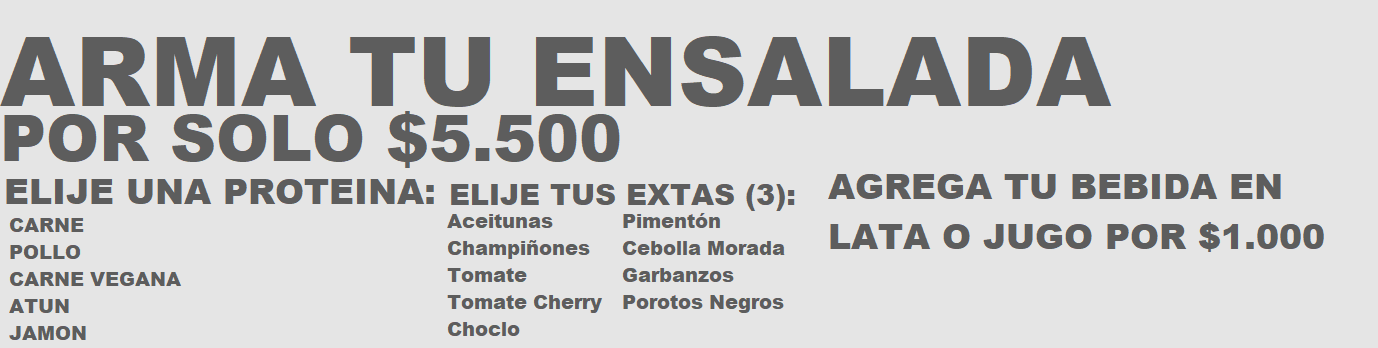 ARMA TU ENSALADA
POR SOLO $5.500
ELIJE UNA PROTEINA:
CARNE
POLLO
CARNE VEGANA
ATUN
JAMON
ELIJE TUS EXTAS (3):
Aceitunas
Champiñones
Tomate
Tomate Cherry
Choclo
Pimentón
Cebolla Morada
Garbanzos
Porotos Negros
AGREGA TU BEBIDA EN
LATA O JUGO POR $1.000